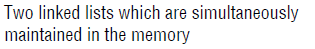 Two linked lists which are simultaneously
maintained in the memory